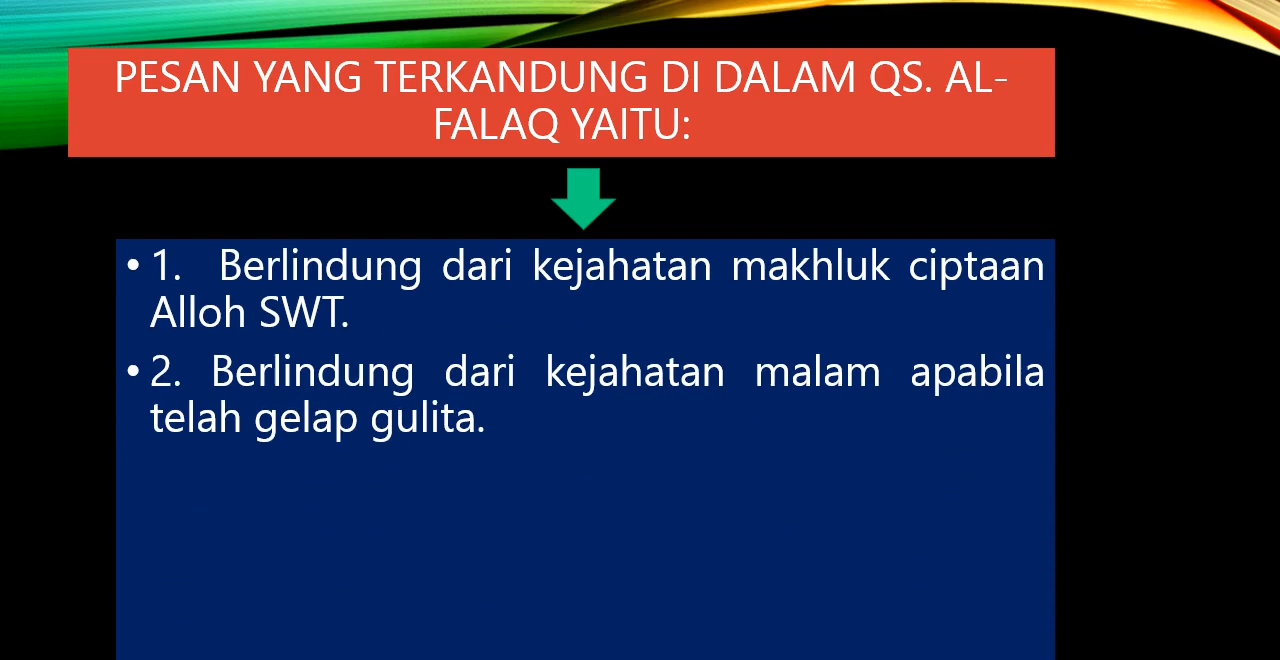 PESAN YANG TERKANDUNG DI DALAM QS. AL-
FALAQ YAITU:
• 1. Berlindung dari kejahatan makhluk ciptaan
Alloh SWT.
• 2. Berlindung dari kejahatan malam apabila
telah gelap gulita.